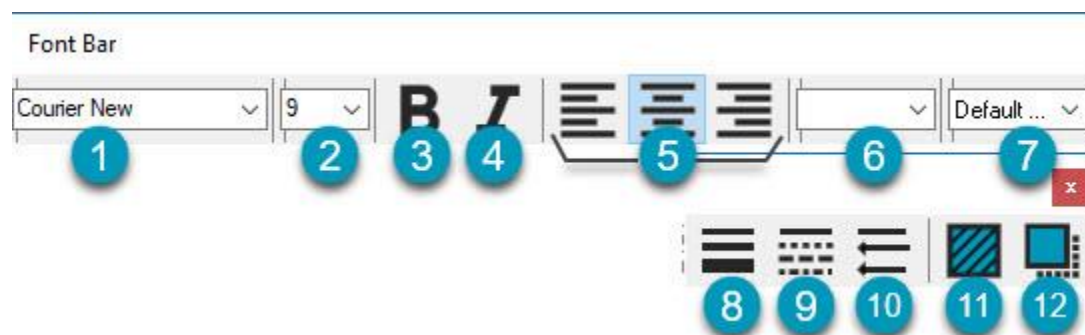 Font Bar
Courier New 9 B I Default ...
1 2 3 4 5 6 7
x
8 9 10 11 12